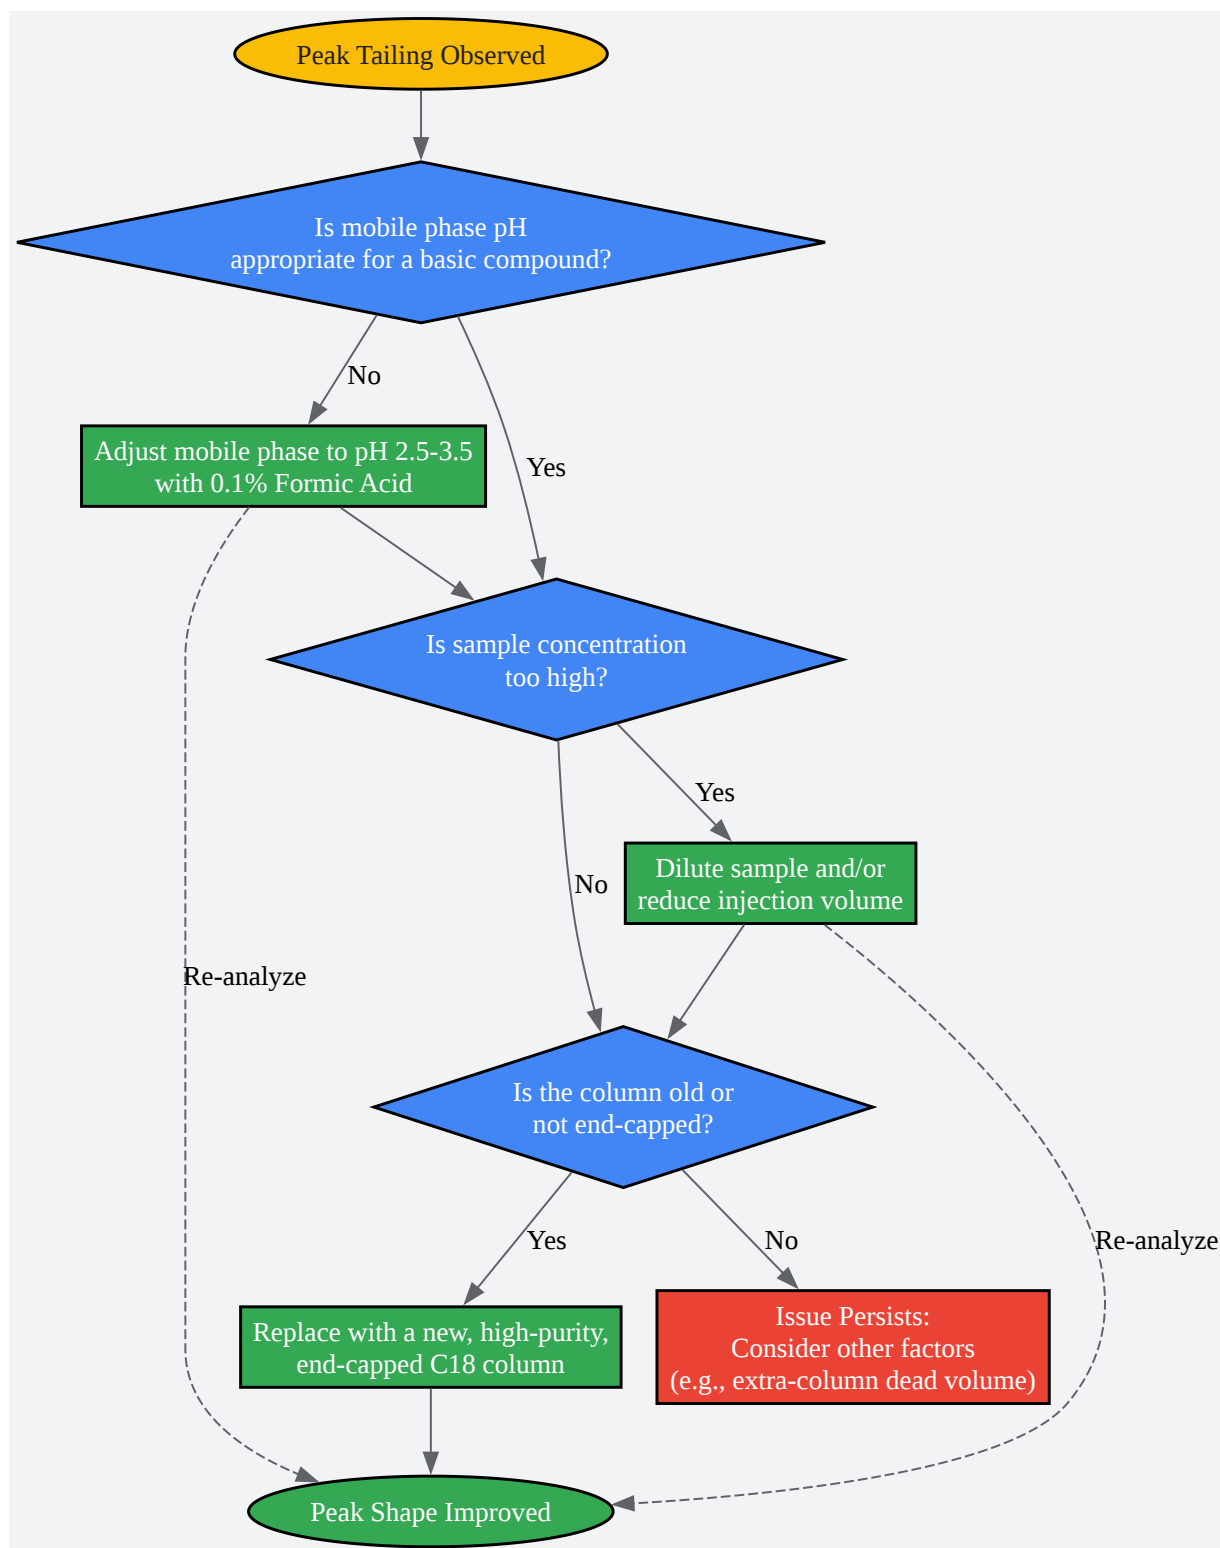 Peak Tailing Observed
Is mobile phase pH
appropriate for a basic compound?
No
Adjust mobile phase to pH 2.5-3.5
with 0.1% Formic Acid
Yes
Is sample concentration
too high?
Yes
Dilute sample and/or
reduce injection volume
No
Re-analyze
Is the column old or
not end-capped?
Yes
No
Re-analyze
Replace with a new, high-purity,
end-capped C18 column
Issue Persists:
Consider other factors
(e.g., extra-column dead volume)
Peak Shape Improved